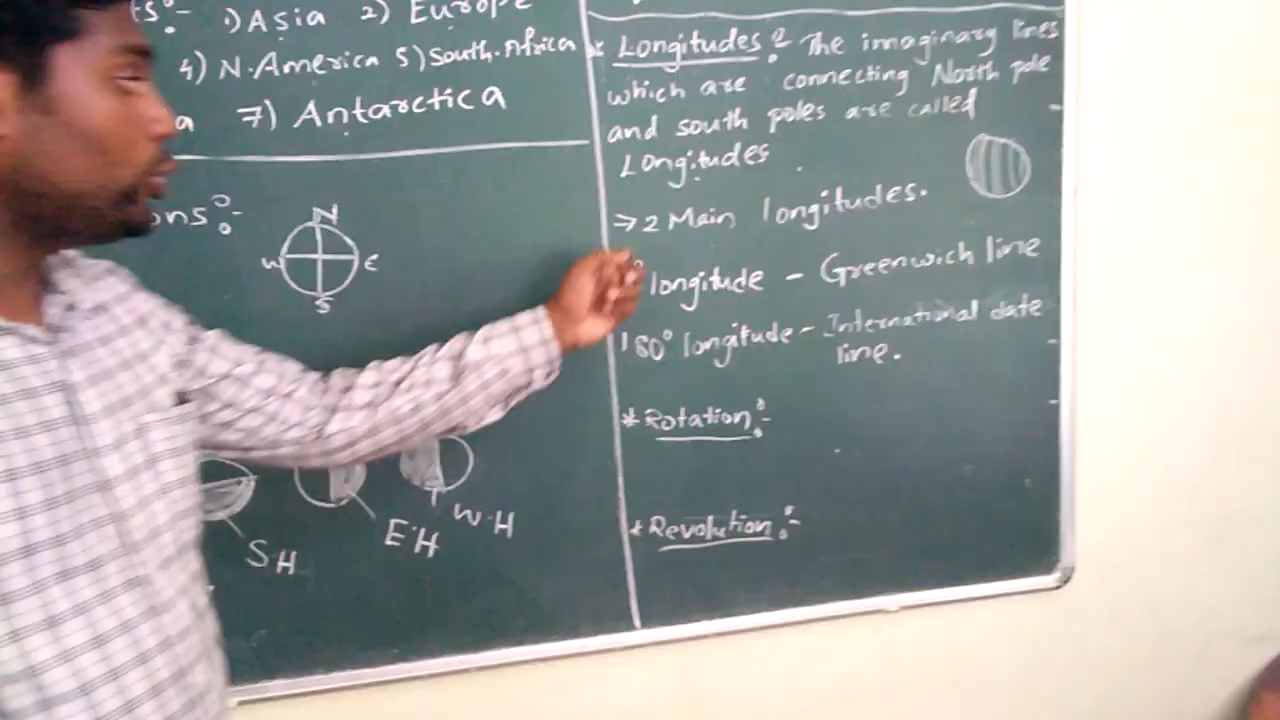 ts:- 1) Asia 2) Europe
4) N.America 5) South.Africa
a 7) Antarctica
ons:-
N
W E
S
S.H
E.H
W.H
* Longitudes: The imaginary lines
which are connecting North pole
and south poles are called
Longitudes
→ 2 Main longitudes.
longitude - Greenwich line
180° longitude - International date
line.
* Rotation:-
* Revolution:-